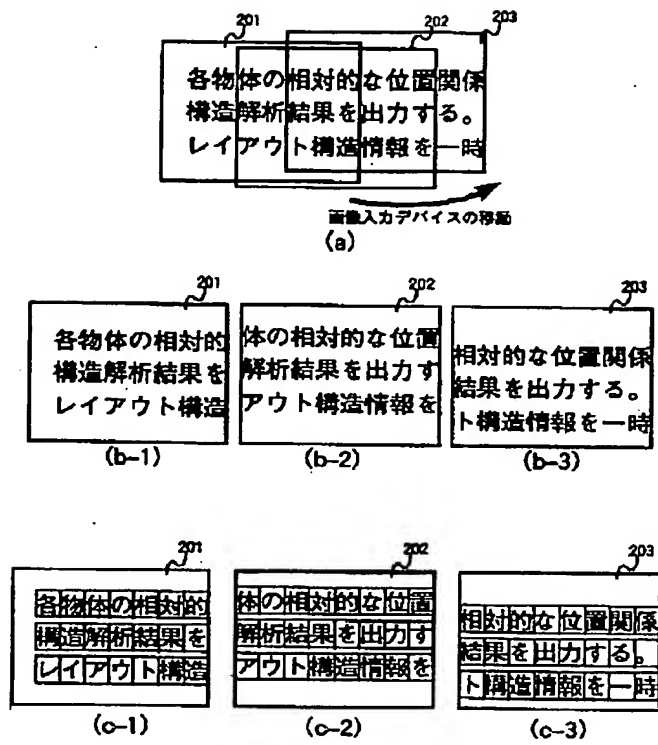 201
202
203
各物体の相対的な位置関係
構造解析結果を出力する。
レイアウト構造情報を一時
画像入力デバイスの移動
(a)
201
202
203
各物体の相対的
構造解析結果を
レイアウト構造
(b-1)
体の相対的な位置
解析結果を出力す
アウト構造情報を
(b-2)
相対的な位置関係
結果を出力する。
ト構造情報を一時
(b-3)
201
202
203
各物体の相対的
構造解析結果を
レイアウト構造
(c-1)
体の相対的な位置
解析結果を出力す
アウト構造情報を
(c-2)
相対的な位置関係
結果を出力する。
ト構造情報を一時
(c-3)